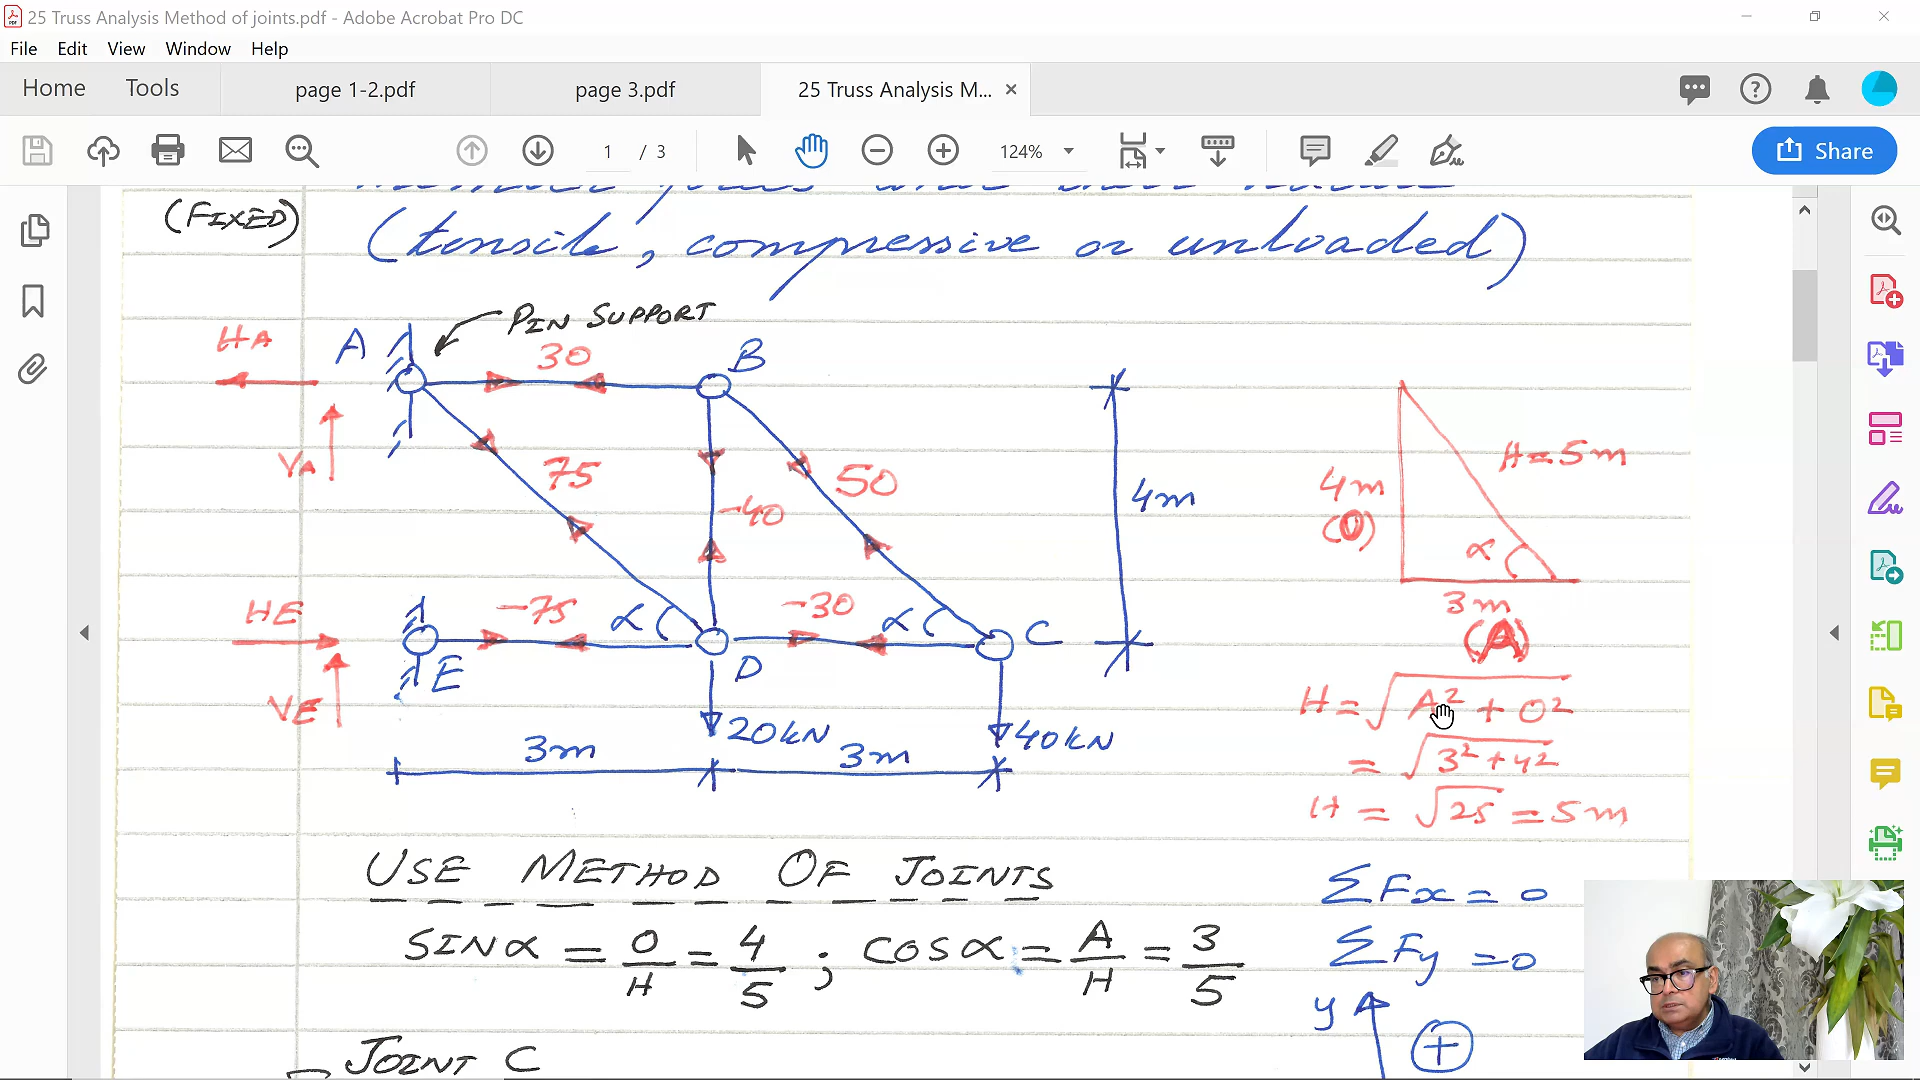 25 Truss Analysis Method of joints.pdf - Adobe Acrobat Pro DC
File Edit View Window Help
Home Tools page 1-2.pdf page 3.pdf 25 Truss Analysis M...
1 / 3 124% Share
(FIXED)
(tensile, compressive or unloaded)
PIN SUPPORT
HA A 30 B
VA 75 50
-40
4m
4m
(O)
H=5m
α
3m
(A)
HE -75 α -30 α C
E D
VE
20kN 40kN
3m 3m
H = √A² + O²
= √3² + 4²
H = √25 = 5m
USE METHOD OF JOINTS
SINα = O/H = 4/5 ; COSα = A/H = 3/5
ΣFx = 0
ΣFy = 0
y +
JOINT C